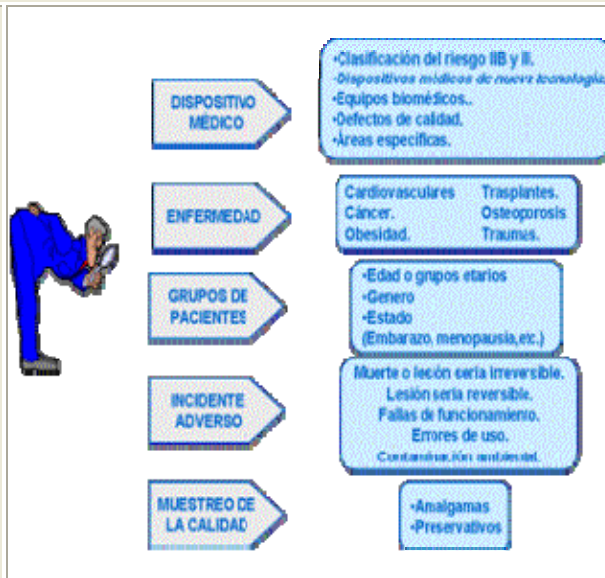 DISPOSITIVO
MÉDICO
•Clasificación del riesgo IIB y II.
•Dispositivos médicos de nueva tecnología.
•Equipos biométicos..
•Defectos de calidad.
•Áreas específicas.
ENFERMEDAD
Cardiovasculares Trasplantes.
Cáncer. Osteoporosis
Obesidad. Traumas.
GRUPOS DE
PACIENTES
•Edad o grupos etarios
•Genero
•Estado
(Embarazo, menopausia,etc.)
INCIDENTE
ADVERSO
Muerte o lesión seria irreversible.
Lesión seria reversible.
Fallas de funcionamiento.
Errores de uso.
Contaminación ambiental.
MUESTREO DE
LA CALIDAD
•Amalgamas
•Preservativos